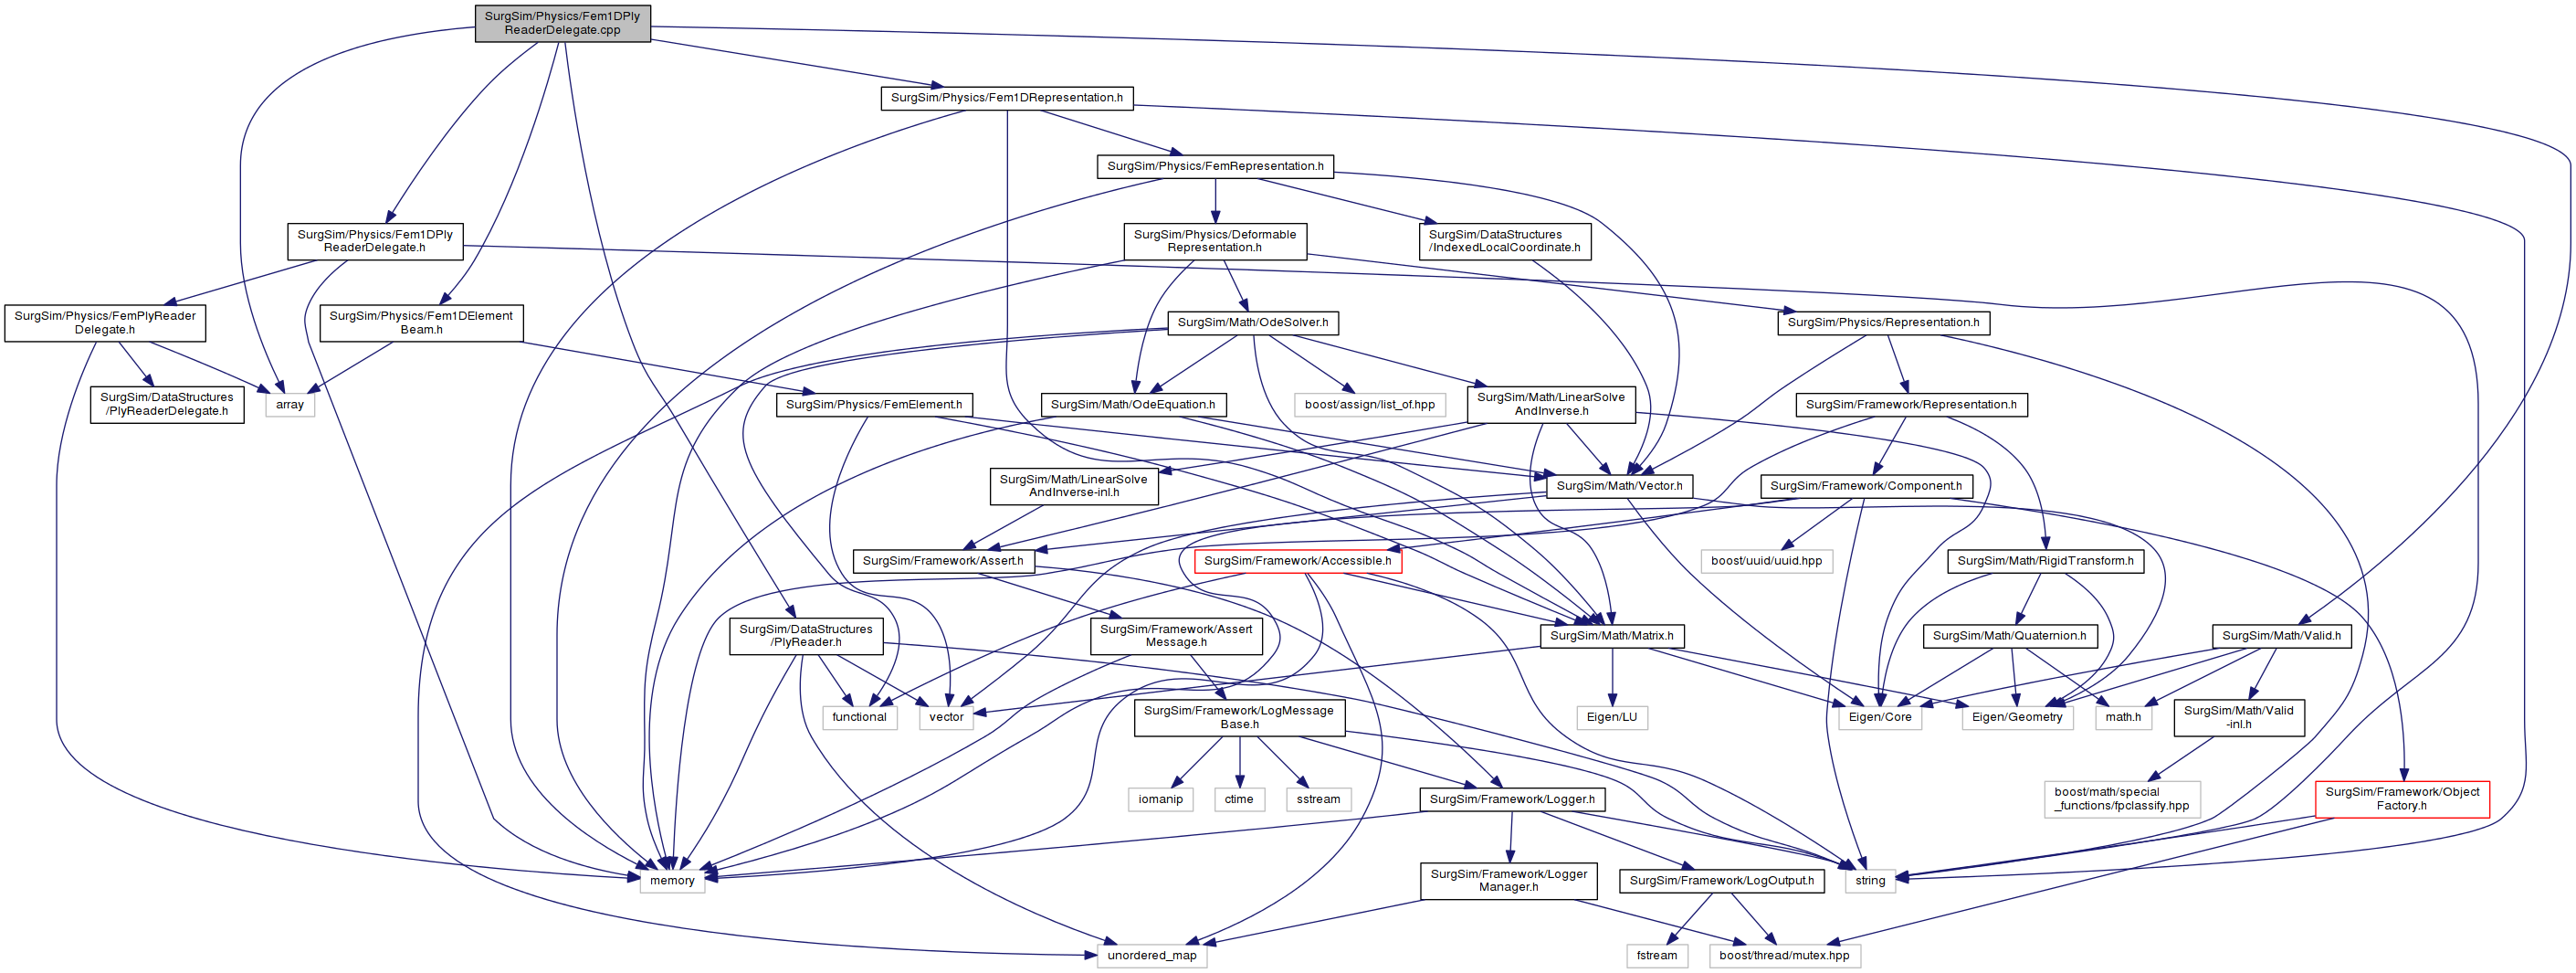 SurgSim/Physics/Fem1DPly
ReaderDelegate.cpp
SurgSim/Physics/Fem1DRepresentation.h
SurgSim/Physics/FemRepresentation.h
SurgSim/Physics/Fem1DPly
ReaderDelegate.h
SurgSim/Physics/Deformable
Representation.h
SurgSim/DataStructures
/IndexedLocalCoordinate.h
SurgSim/Physics/FemPlyReader
Delegate.h
SurgSim/Physics/Fem1DElement
Beam.h
SurgSim/Math/OdeSolver.h
SurgSim/Physics/Representation.h
SurgSim/DataStructures
/PlyReaderDelegate.h
array
SurgSim/Physics/FemElement.h
SurgSim/Math/OdeEquation.h
boost/assign/list_of.hpp
SurgSim/Math/LinearSolve
AndInverse.h
SurgSim/Framework/Representation.h
SurgSim/Math/LinearSolve
AndInverse-inl.h
SurgSim/Math/Vector.h
SurgSim/Framework/Component.h
SurgSim/Framework/Assert.h
SurgSim/Framework/Accessible.h
boost/uuid/uuid.hpp
SurgSim/Math/RigidTransform.h
SurgSim/DataStructures
/PlyReader.h
SurgSim/Framework/Assert
Message.h
SurgSim/Math/Matrix.h
SurgSim/Math/Quaternion.h
SurgSim/Math/Valid.h
functional
vector
SurgSim/Framework/LogMessage
Base.h
Eigen/LU
Eigen/Core
Eigen/Geometry
math.h
SurgSim/Math/Valid
-inl.h
iomanip
ctime
sstream
SurgSim/Framework/Logger.h
boost/math/special
_functions/fpclassify.hpp
SurgSim/Framework/Object
Factory.h
memory
SurgSim/Framework/Logger
Manager.h
SurgSim/Framework/LogOutput.h
string
unordered_map
fstream
boost/thread/mutex.hpp